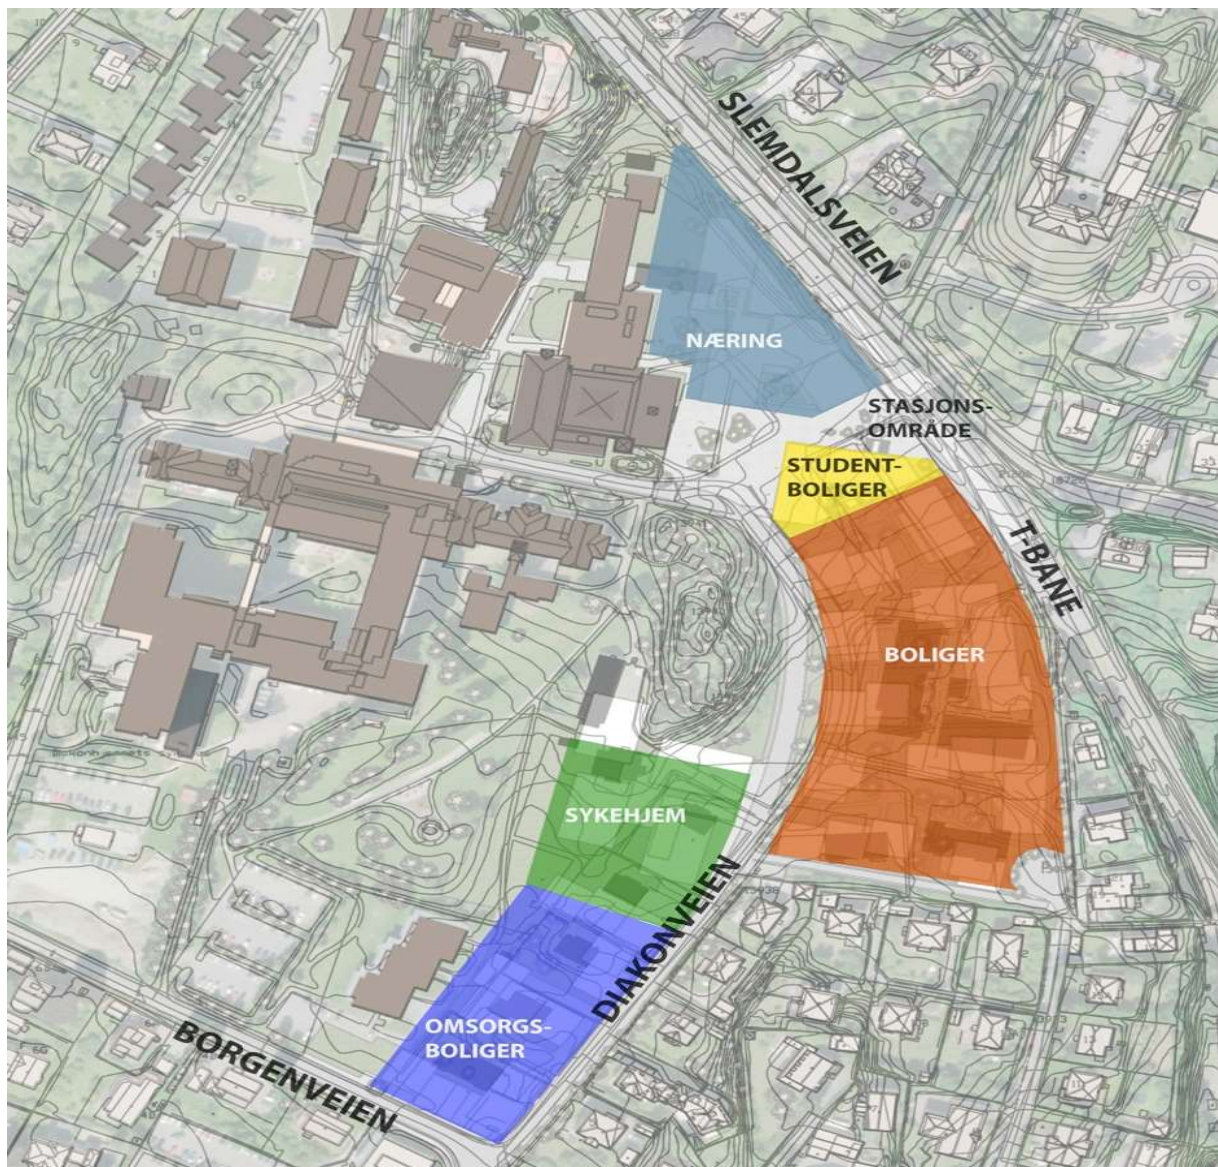 SLEMDALSVEIEN
NÆRING
STASJONS-
OMRÅDE
STUDENT-
BOLIGER
T-BANE
BOLIGER
SYKEHJEM
DIAKONVEIEN
OMSORGS-
BOLIGER
BORGENVEIEN